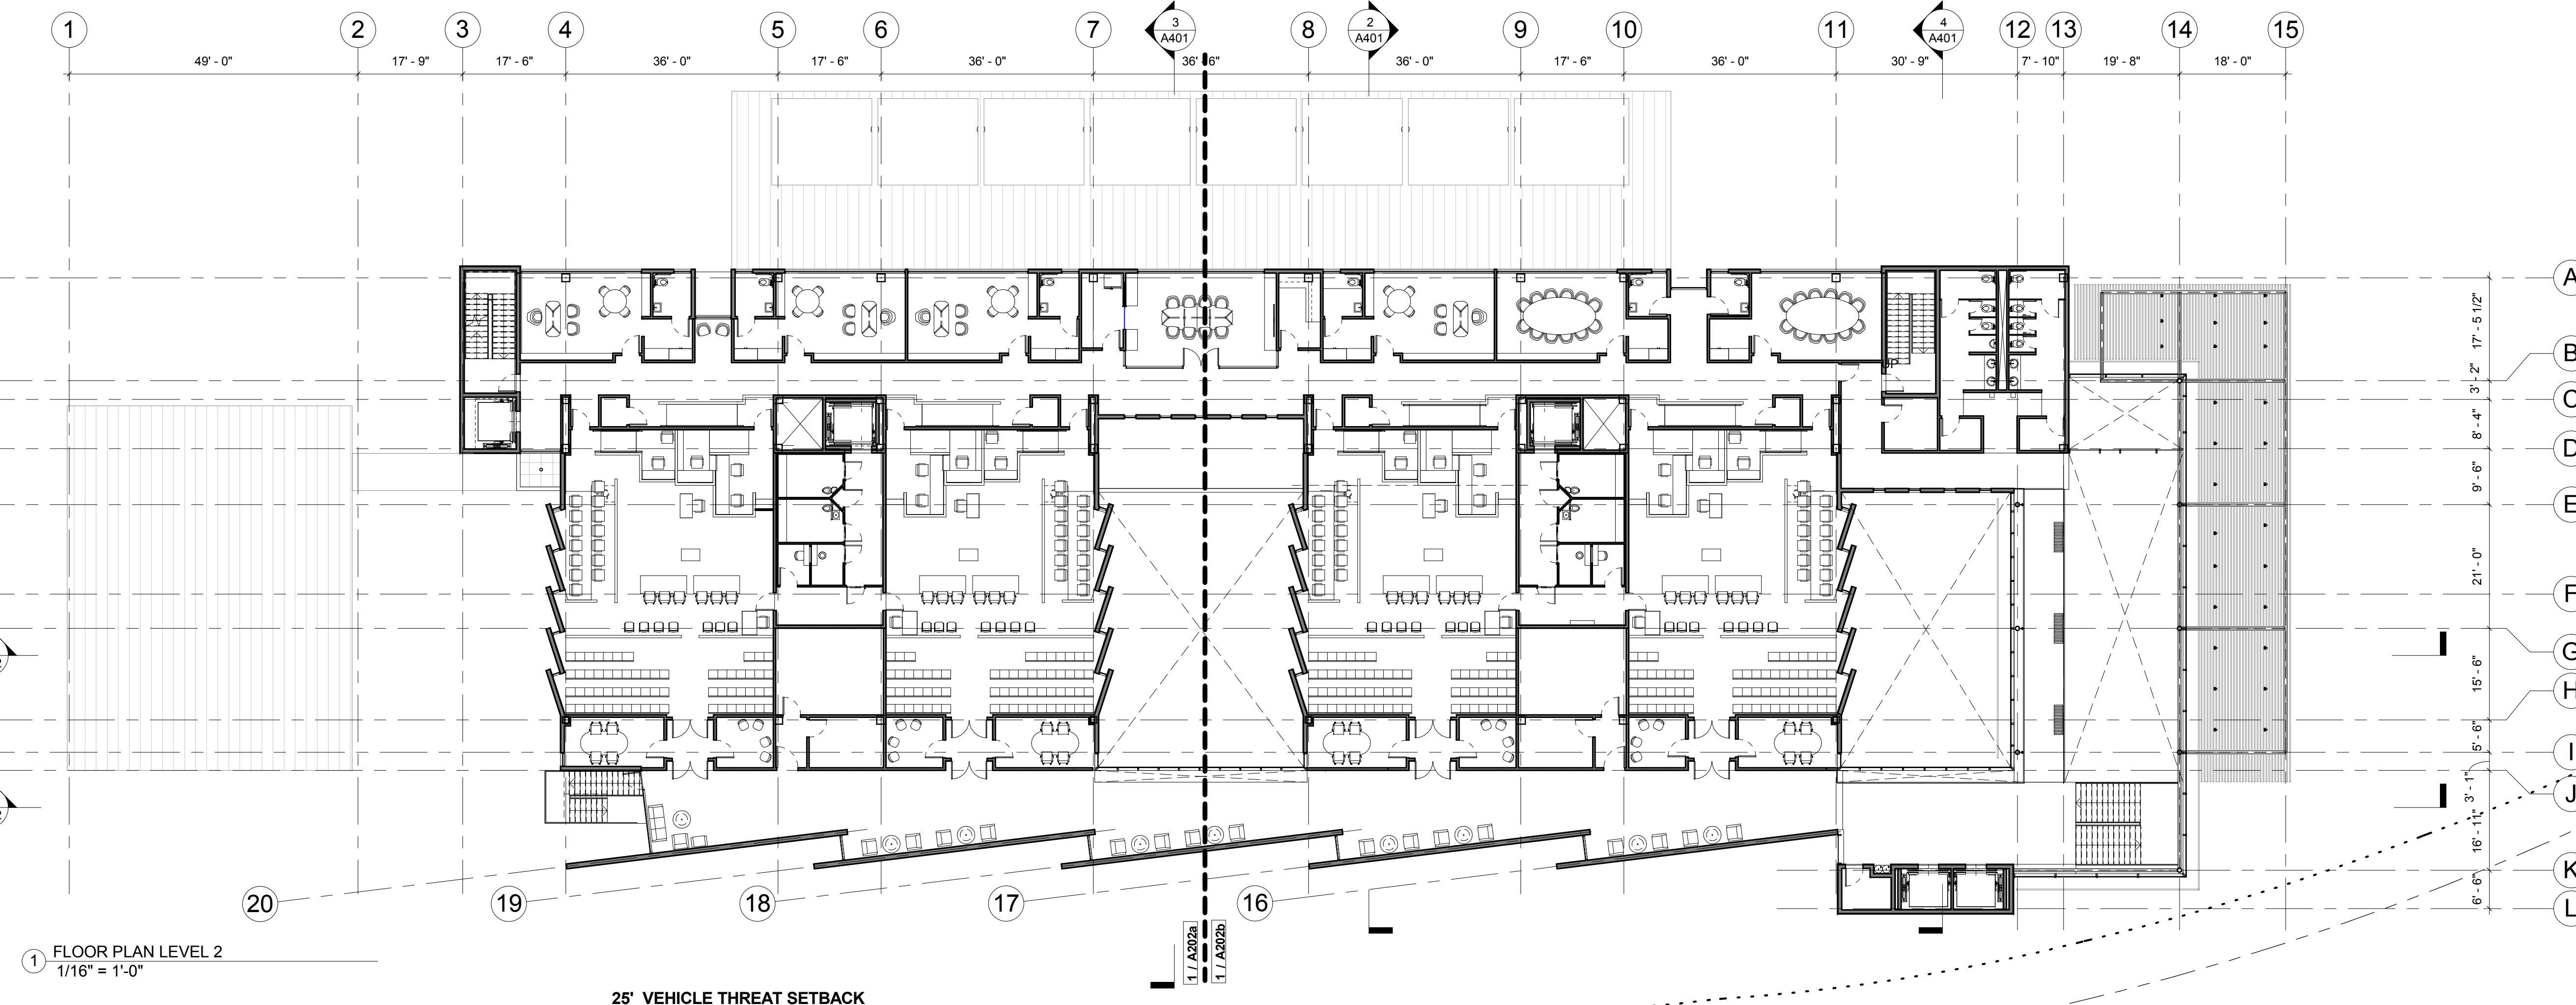 1 2 3 4 5 6 7 8 9 10 11 12 13 14 15
3
A401
2
A401
4
A401
49' - 0" 17' - 9" 17' - 6" 36' - 0" 17' - 6" 36' - 0" 36' - 6" 36' - 0" 17' - 6" 36' - 0" 30' - 9" 7' - 10" 19' - 8" 18' - 0"
A
17' - 5 1/2"
B
3' - 2"
C
8' - 4"
D
9' - 6"
E
21' - 0"
F
G
15' - 6"
H
5' - 6"
I
3' - 1"
J
16' - 11"
K
6' - 6"
L
20 19 18 17 16
1 / A202a
1 / A202b
1 FLOOR PLAN LEVEL 2
1/16" = 1'-0"
25' VEHICLE THREAT SETBACK